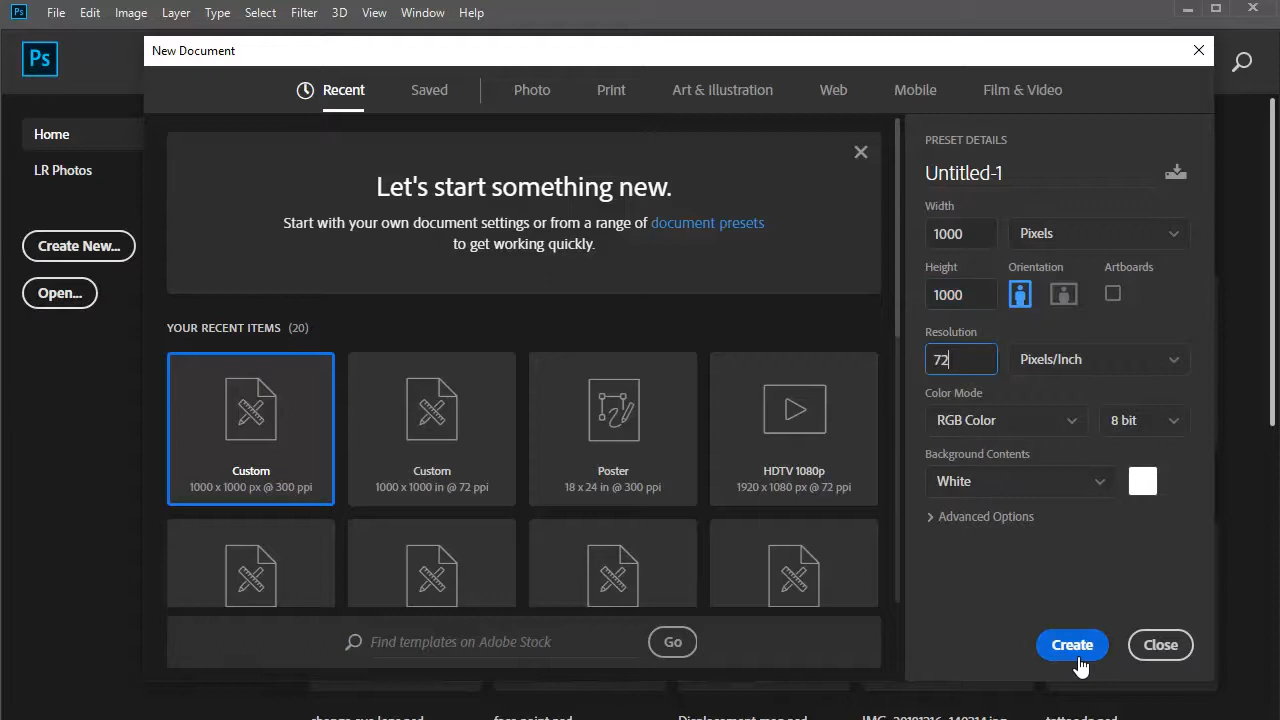 Ps
File Edit Image Layer Type Select Filter 3D View Window Help
Ps
New Document
Home
LR Photos
Create New...
Open...
Recent Saved Photo Print Art & Illustration Web Mobile Film & Video
Let's start something new.
Start with your own document settings or from a range of document presets
to get working quickly.
YOUR RECENT ITEMS (20)
Custom
1000 x 1000 px @ 300 ppi
Custom
1000 x 1000 in @ 72 ppi
Poster
18 x 24 in @ 300 ppi
HDTV 1080p
1920 x 1080 px @ 72 ppi
Find templates on Adobe Stock
Go
PRESET DETAILS
Untitled-1
Width
1000 Pixels
Height Orientation Artboards
1000
Resolution
72 Pixels/Inch
Color Mode
RGB Color 8 bit
Background Contents
White
Advanced Options
Create Close